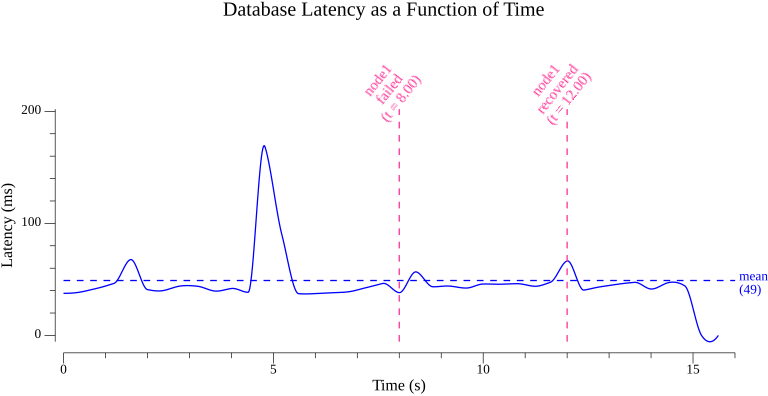 Database Latency as a Function of Time
node1
failed
(t = 8.00)
node1
recovered
(t = 12.00)
200
100
0
Latency (ms)
mean
(49)
0
5
10
15
Time (s)